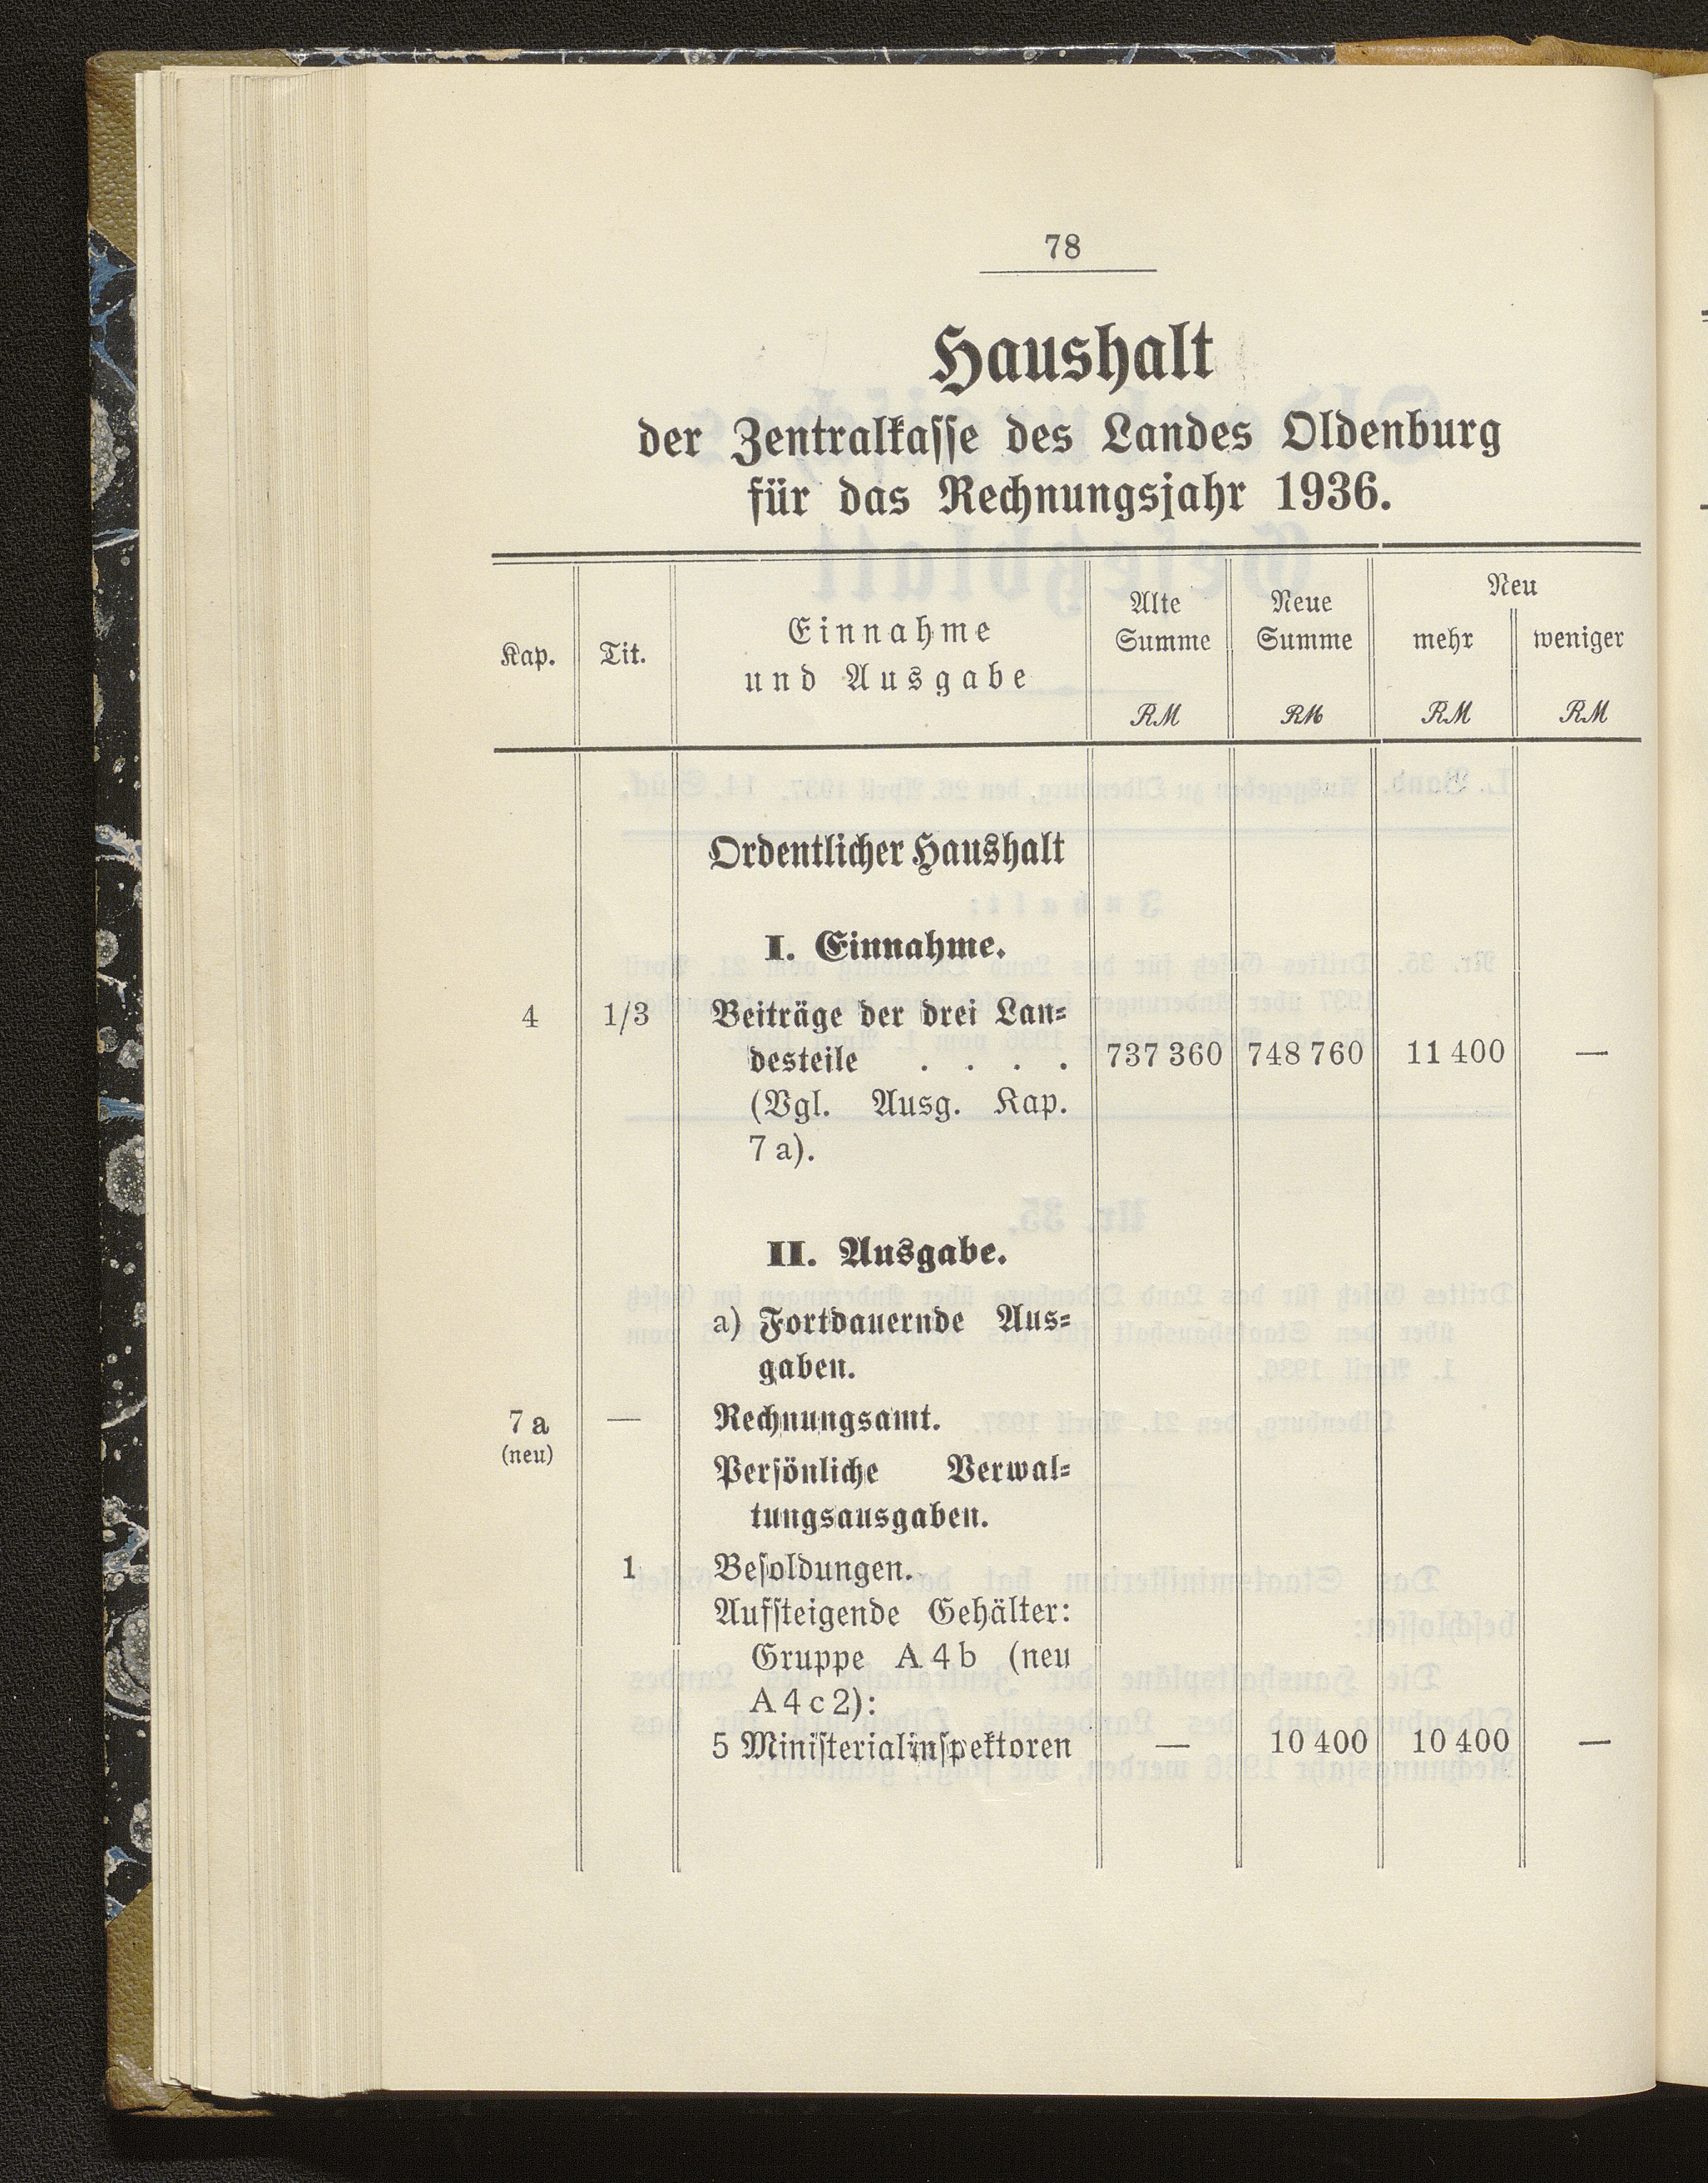 78
Haushalt
der Zentralkasse des Landes Oldenburg
für das Rechnungsjahr 1936.
Kap. Tit. Einnahme und Ausgabe Alte Summe RM Neue Summe RM Neu mehr RM weniger RM
Ordentlicher Haushalt
I. Einnahme.
4 1/3 Beiträge der drei Lan-
desteile . . . . 737 360 748 760 11 400 —
(Vgl. Ausg. Kap.
7 a).
II. Ausgabe.
a) Fortdauernde Aus-
gaben.
7 a — Rechnungsamt.
(neu)
Persönliche Verwal-
tungsausgaben.
1 Besoldungen.
Aufsteigende Gehälter:
Gruppe A 4 b (neu
A 4 c 2):
5 Ministerialinspektoren — 10 400 10 400 —